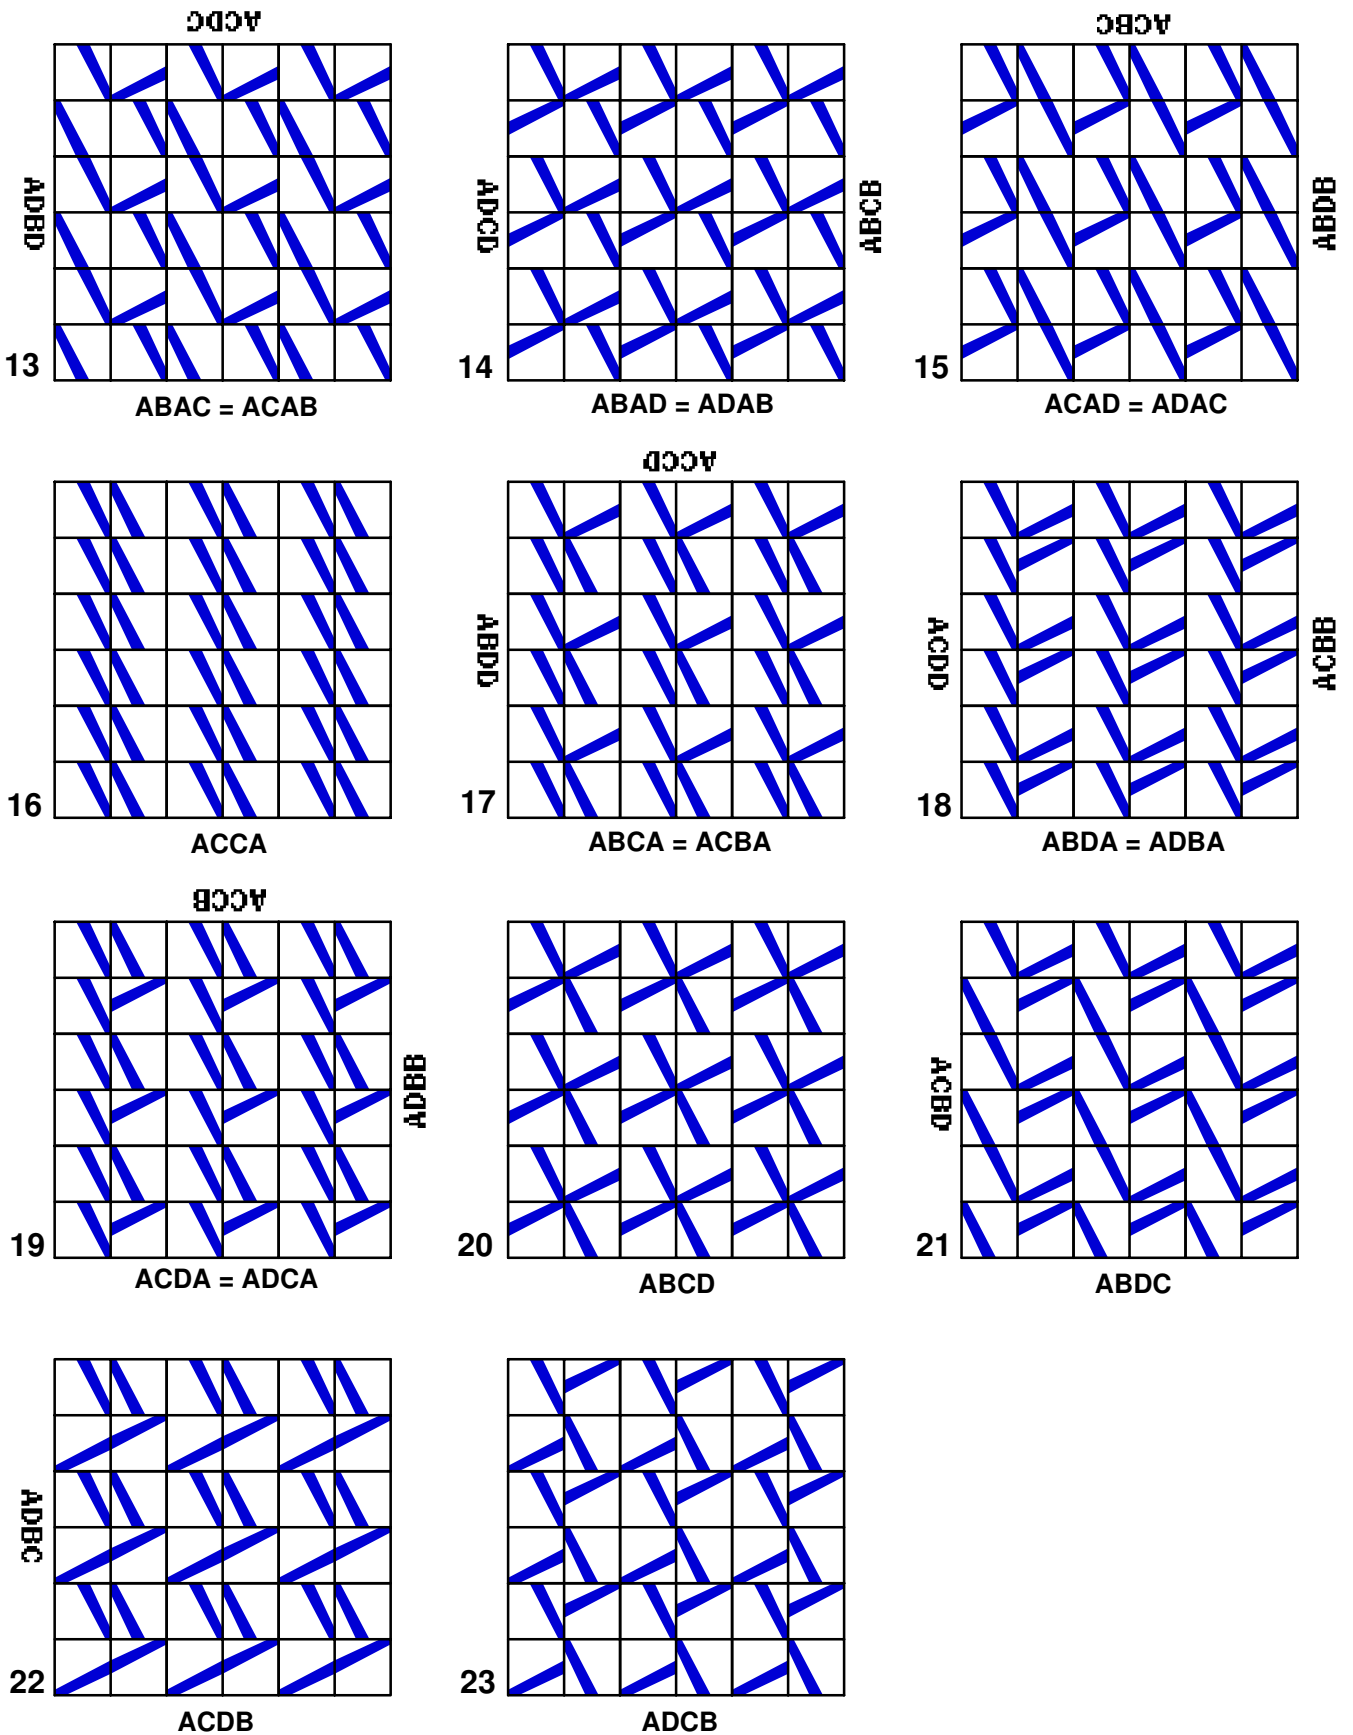 ACDC
ADBD
13
ABAC = ACAB
ADCD
ABCB
14
ABAD = ADAB
ACBC
ABDB
15
ACAD = ADAC
16
ACCA
ACCD
ABDD
17
ABCA = ACBA
ACDD
ACBB
18
ABDA = ADBA
ACCB
ADBB
19
ACDA = ADCA
20
ABCD
ACBD
21
ABDC
ADBC
22
ACDB
23
ADCB